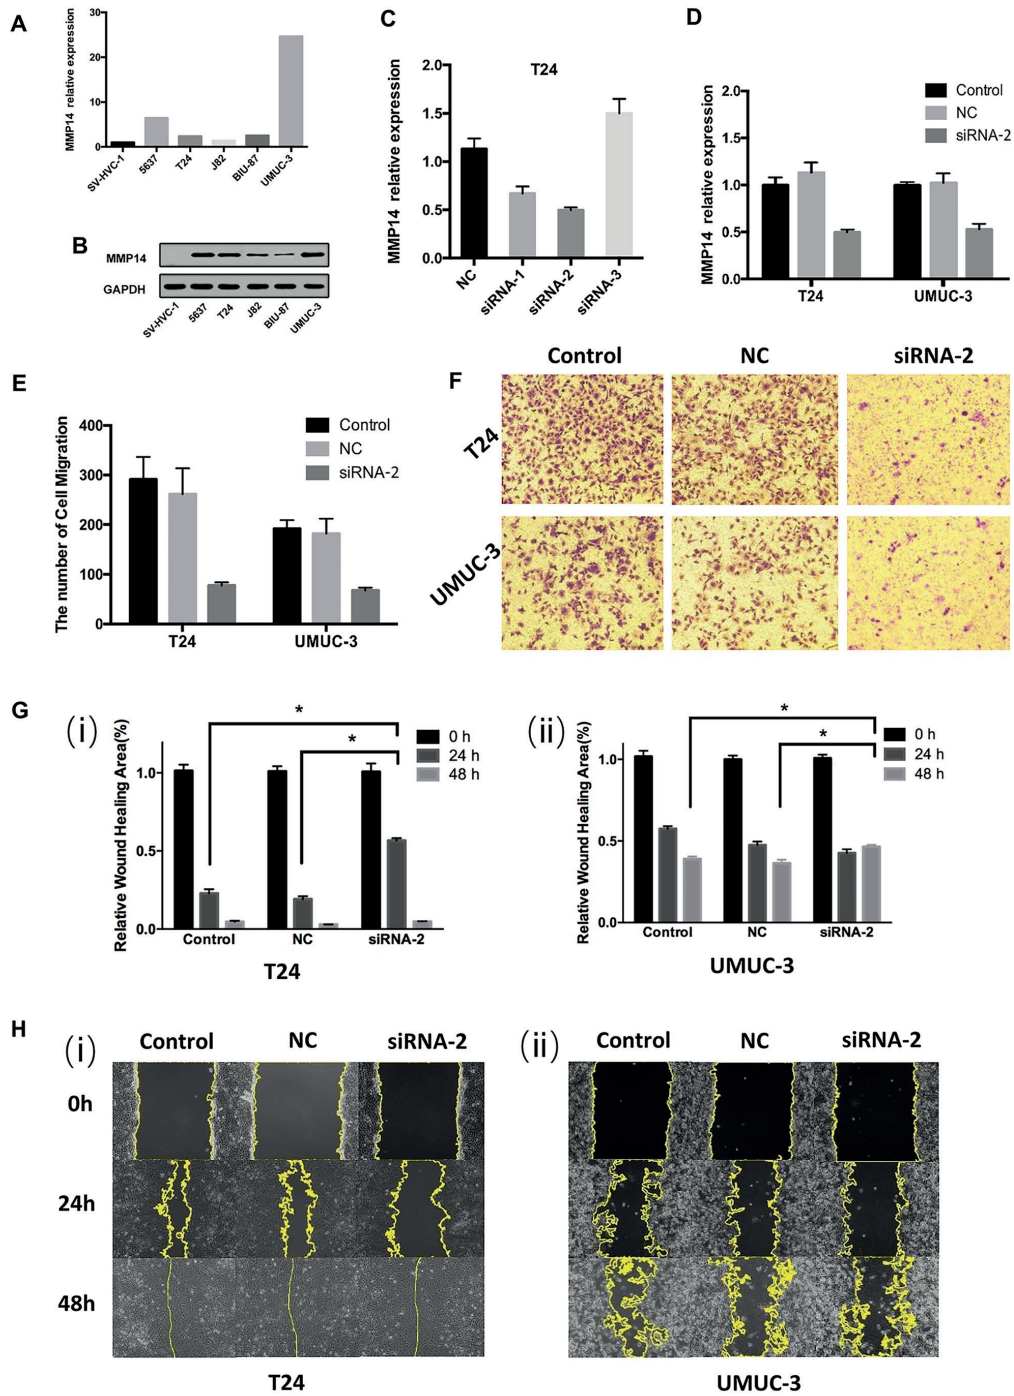 A
MMP14 relative expression
30
20
10
0
SV-HVC-1
5637
T24
J82
BIU-87
UMUC-3
B
MMP14
GAPDH
SV-HVC-1
5637
T24
J82
BIU-87
UMUC-3
C
T24
MMP14 relative expression
2.0
1.5
1.0
0.5
0.0
NC
siRNA-1
siRNA-2
siRNA-3
D
MMP14 relative expression
2.0
1.5
1.0
0.5
0.0
Control
NC
siRNA-2
T24
UMUC-3
E
The number of Cell Migration
400
300
200
100
0
Control
NC
siRNA-2
T24
UMUC-3
F
Control
NC
siRNA-2
T24
UMUC-3
G
(i)
Relative Wound Healing Area(%)
1.0
0.5
0.0
*
*
0 h
24 h
48 h
Control
NC
siRNA-2
T24
(ii)
Relative Wound Healing Area(%)
1.0
0.5
0.0
*
*
0 h
24 h
48 h
Control
NC
siRNA-2
UMUC-3
H
(i)
Control
NC
siRNA-2
(ii)
Control
NC
siRNA-2
0h
24h
48h
T24
UMUC-3